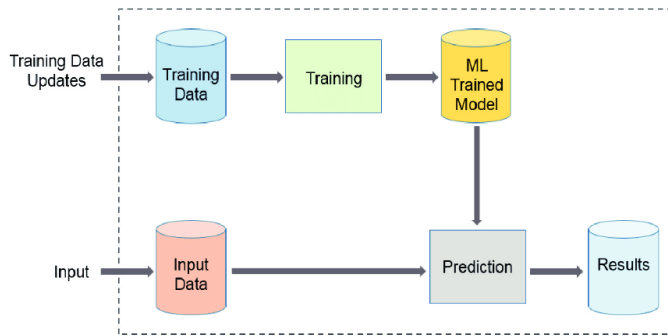 Training Data
Updates
Training
Data
Training
ML
Trained
Model
Input
Input
Data
Prediction
Results